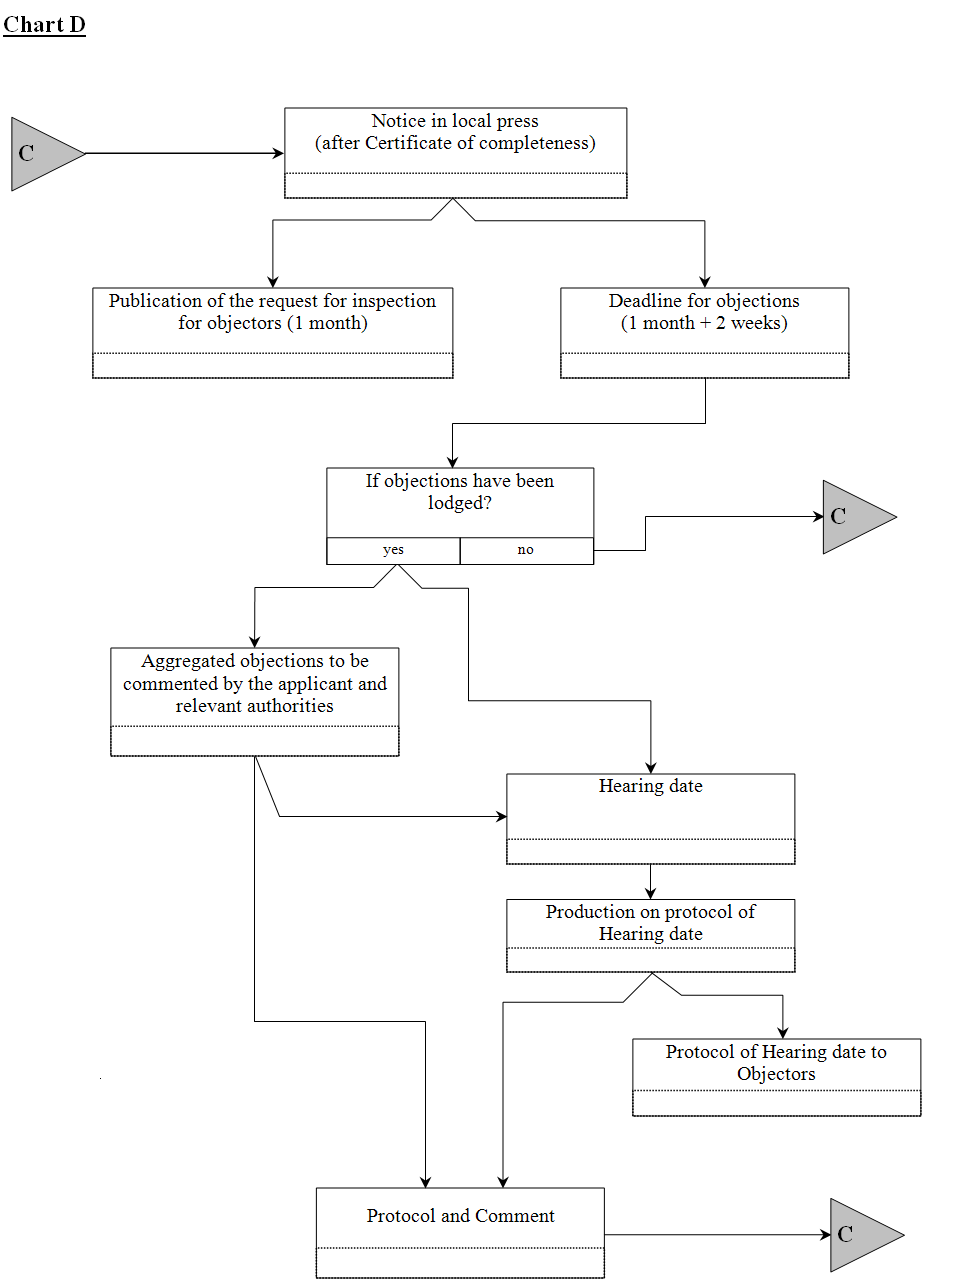 Chart D
C
Notice in local press
(after Certificate of completeness)
Publication of the request for inspection
for objectors (1 month)
Deadline for objections
(1 month + 2 weeks)
If objections have been
lodged?
yes
no
C
Aggregated objections to be
commented by the applicant and
relevant authorities
Hearing date
Production on protocol of
Hearing date
Protocol of Hearing date to
Objectors
Protocol and Comment
C